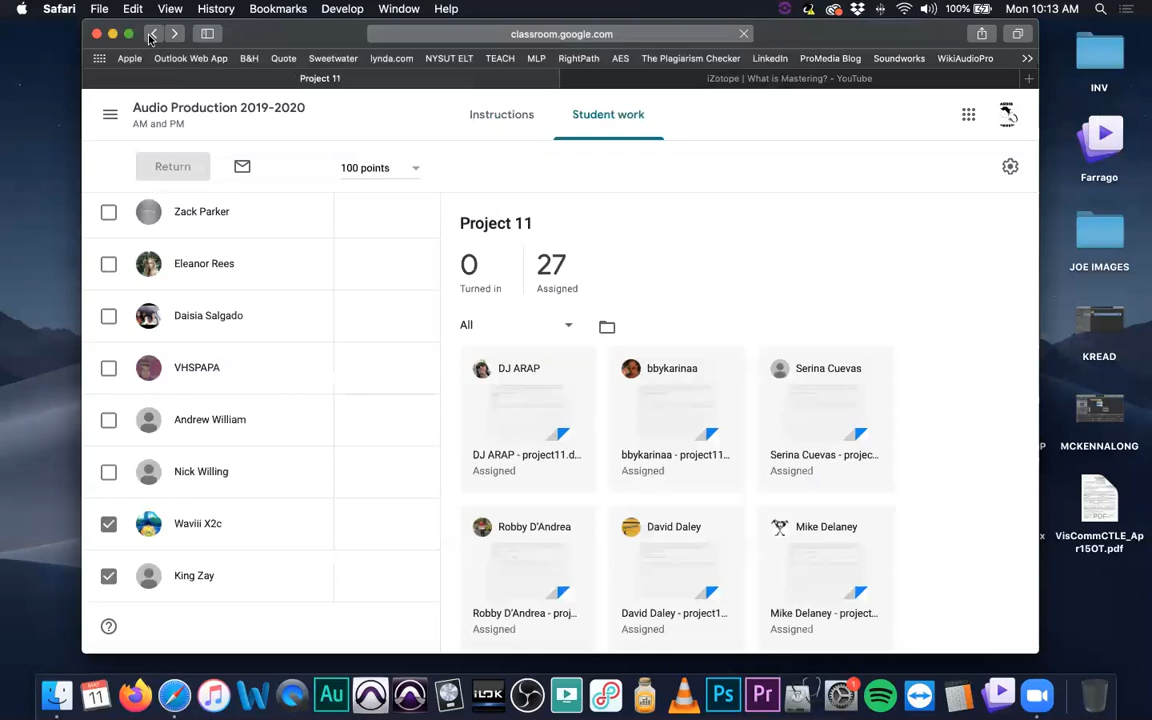 Safari File Edit View History Bookmarks Develop Window Help 100% Mon 10:13 AM
classroom.google.com
Apple Outlook Web App B&H Quote Sweetwater lynda.com NYSUT ELT TEACH MLP LinkedIn RightPath AES The Plagiarism Checker ProMedia Blog Soundworks WikiAudioPro
Project 11 iZotope | What is Mastering? - YouTube
INV
Audio Production 2019-2020
AM and PM
Instructions Student work
Return 100 points
Farrago
Zack Parker
Project 11
Eleanor Rees
0 27
Turned in Assigned
JOE IMAGES
Daisia Salgado
All
KREAD
VHSPAPA
DJ ARAP bbykarinaa Serina Cuevas
Andrew William
MCKENNALONG
DJ ARAP - project11.d... bbykarinaa - project11... Serina Cuevas - projec...
Assigned Assigned Assigned
Nick Willing
PDF
Waviii X2c
Robby D'Andrea David Daley Mike Delaney
x VisCommCTLE_Ap
r15OT.pdf
King Zay
Robby D'Andrea - proj... David Daley - project1... Mike Delaney - project...
Assigned Assigned Assigned
MAY
11 Au iLOK Ps Pr 1